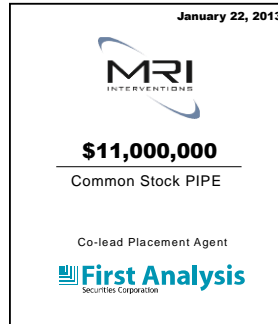 January 22, 2013
MRI
INTERVENTIONS
$11,000,000
Common Stock PIPE
Co-lead Placement Agent
First Analysis
Securities Corporation